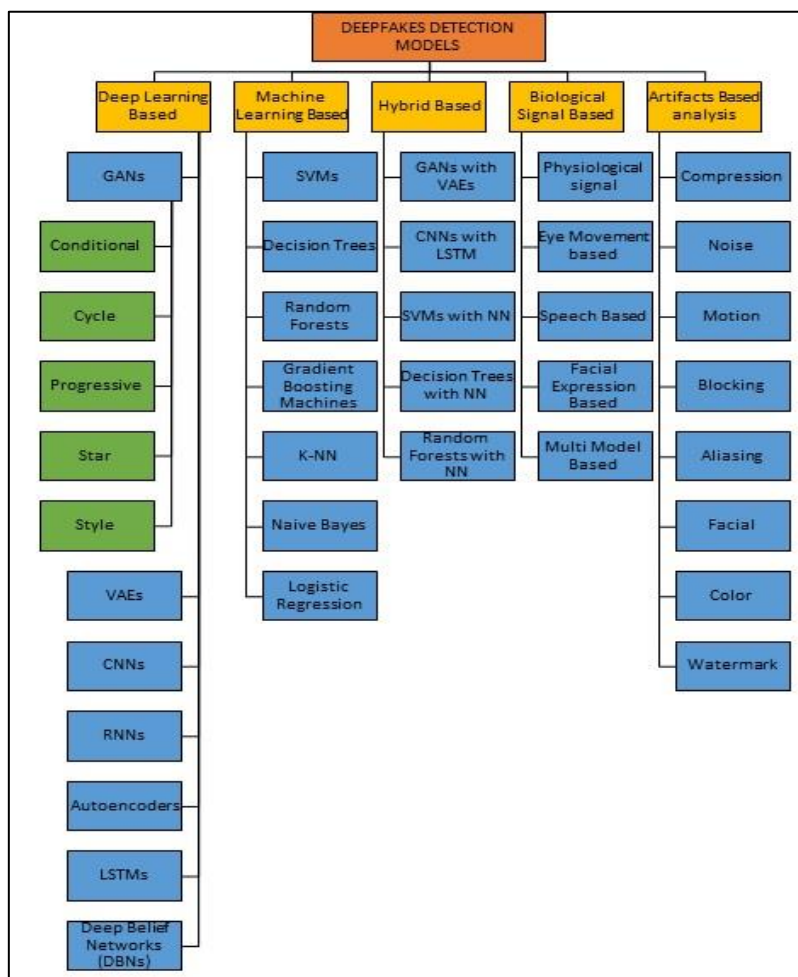 DEEPFAKES DETECTION
MODELS
Deep Learning
Based
Machine
Learning Based
Hybrid Based
Biological
Signal Based
Artifacts Based
analysis
GANs
Conditional
Cycle
Progressive
Star
Style
VAEs
CNNs
RNNs
Autoencoders
LSTMs
Deep Belief
Networks
(DBNs)
SVMs
Decision Trees
Random
Forests
Gradient
Boosting
Machines
K-NN
Naive Bayes
Logistic
Regression
GANs with
VAEs
CNNs with
LSTM
SVMs with NN
Decision Trees
with NN
Random
Forests with
NN
Physiological
signal
Eye Movement
based
Speech Based
Facial
Expression
Based
Multi Model
Based
Compression
Noise
Motion
Blocking
Aliasing
Facial
Color
Watermark